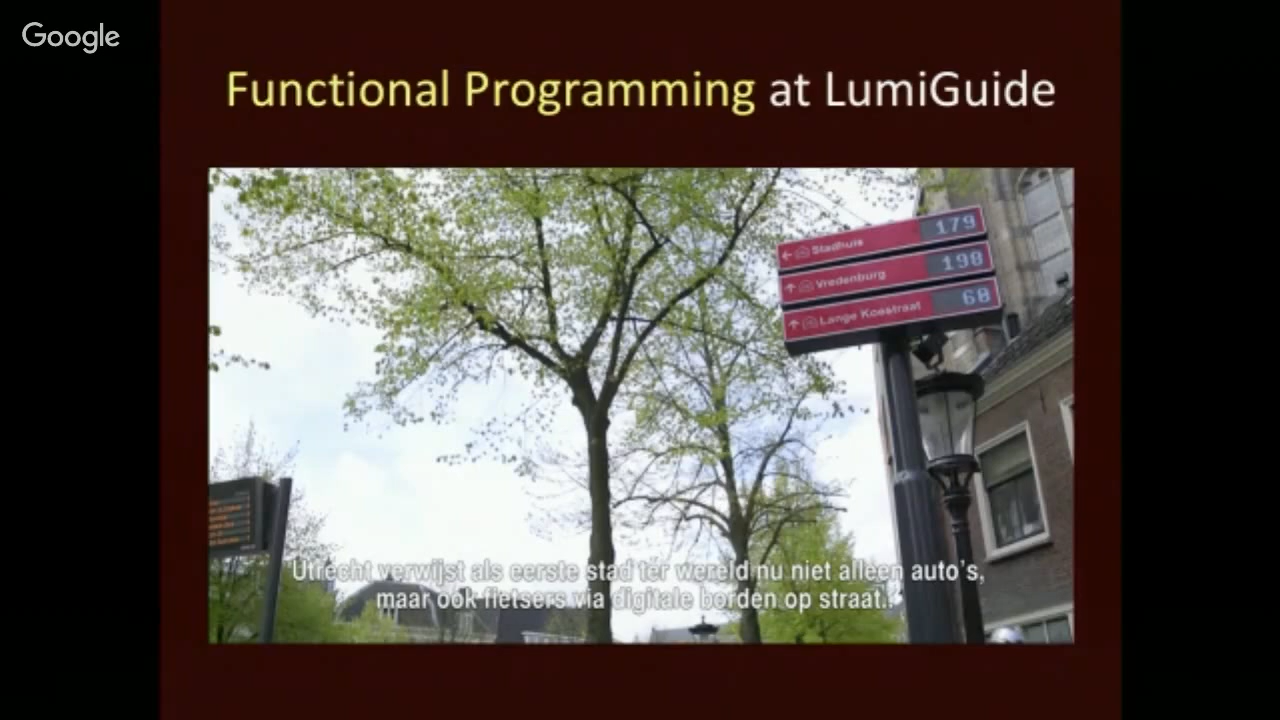 Google
Functional Programming at LumiGuide
← Stadhuis 179
↑ Vredenburg 198
↑ Lange Koestraat 68
Utrecht verwijst als eerste stad ter wereld nu niet alleen auto's,
maar ook fietsers via digitale borden op straat.